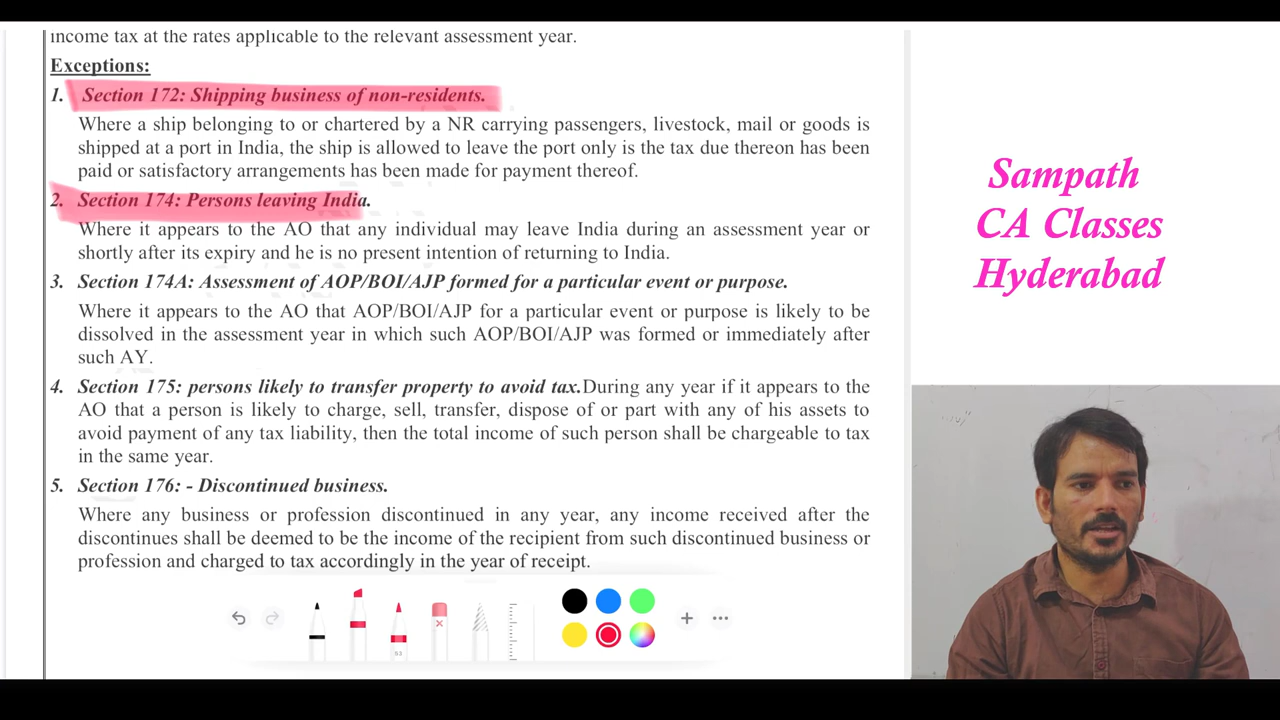 income tax at the rates applicable to the relevant assessment year.
Exceptions:
1. Section 172: Shipping business of non-residents.
Where a ship belonging to or chartered by a NR carrying passengers, livestock, mail or goods is
shipped at a port in India, the ship is allowed to leave the port only is the tax due thereon has been
paid or satisfactory arrangements has been made for payment thereof.
2. Section 174: Persons leaving India.
Where it appears to the AO that any individual may leave India during an assessment year or
shortly after its expiry and he is no present intention of returning to India.
3. Section 174A: Assessment of AOP/BOI/AJP formed for a particular event or purpose.
Where it appears to the AO that AOP/BOI/AJP for a particular event or purpose is likely to be
dissolved in the assessment year in which such AOP/BOI/AJP was formed or immediately after
such AY.
4. Section 175: persons likely to transfer property to avoid tax.During any year if it appears to the
AO that a person is likely to charge, sell, transfer, dispose of or part with any of his assets to
avoid payment of any tax liability, then the total income of such person shall be chargeable to tax
in the same year.
5. Section 176: - Discontinued business.
Where any business or profession discontinued in any year, any income received after the
discontinues shall be deemed to be the income of the recipient from such discontinued business or
profession and charged to tax accordingly in the year of receipt.
Sampath
CA Classes
Hyderabad